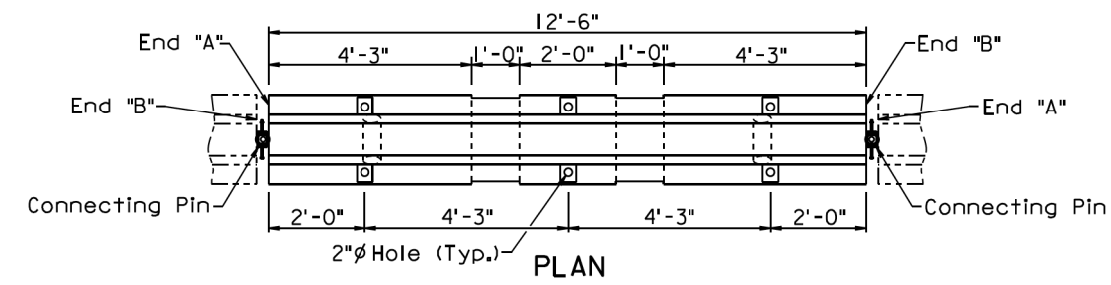 12'-6"
End "A"
End "B"
4'-3" 1'-0" 2'-0" 1'-0" 4'-3"
End "B"
End "A"
Connecting Pin
Connecting Pin
2'-0" 4'-3" 4'-3" 2'-0"
2"ø Hole (Typ.)
PLAN